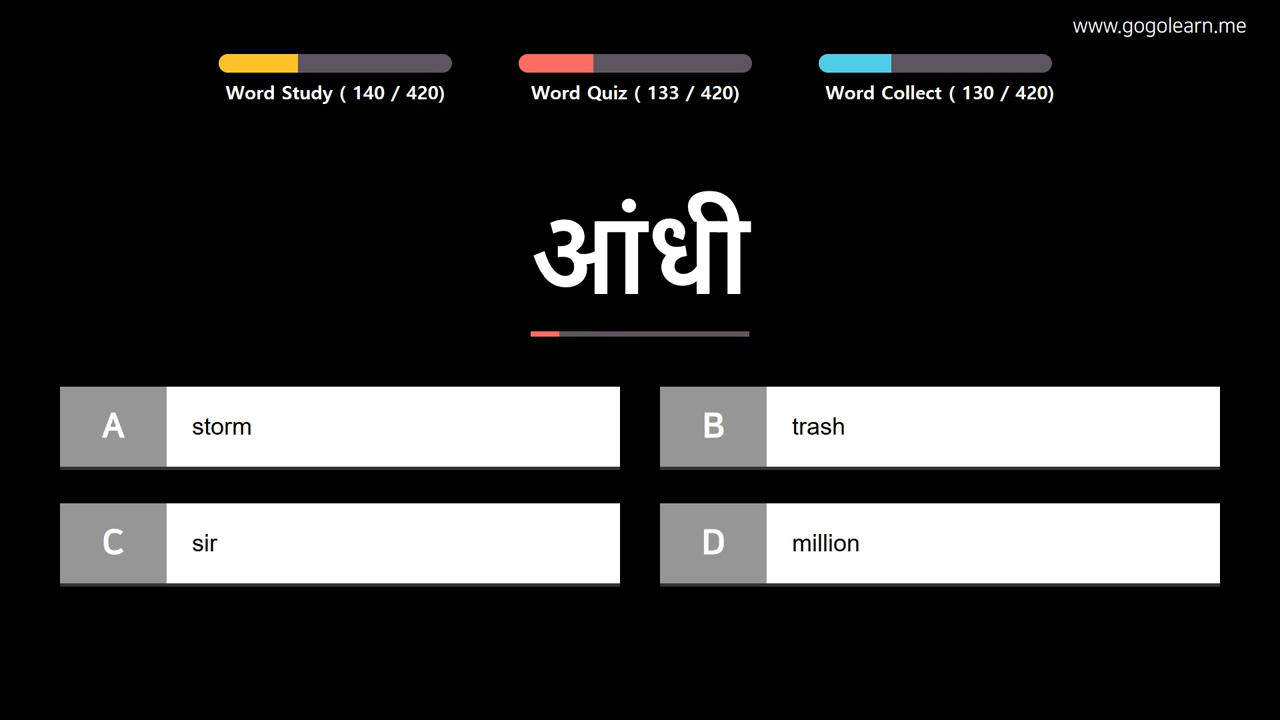 www.gogolearn.me
Word Study ( 140 / 420)
Word Quiz ( 133 / 420)
Word Collect ( 130 / 420)
आंधी
A storm
B trash
C sir
D million